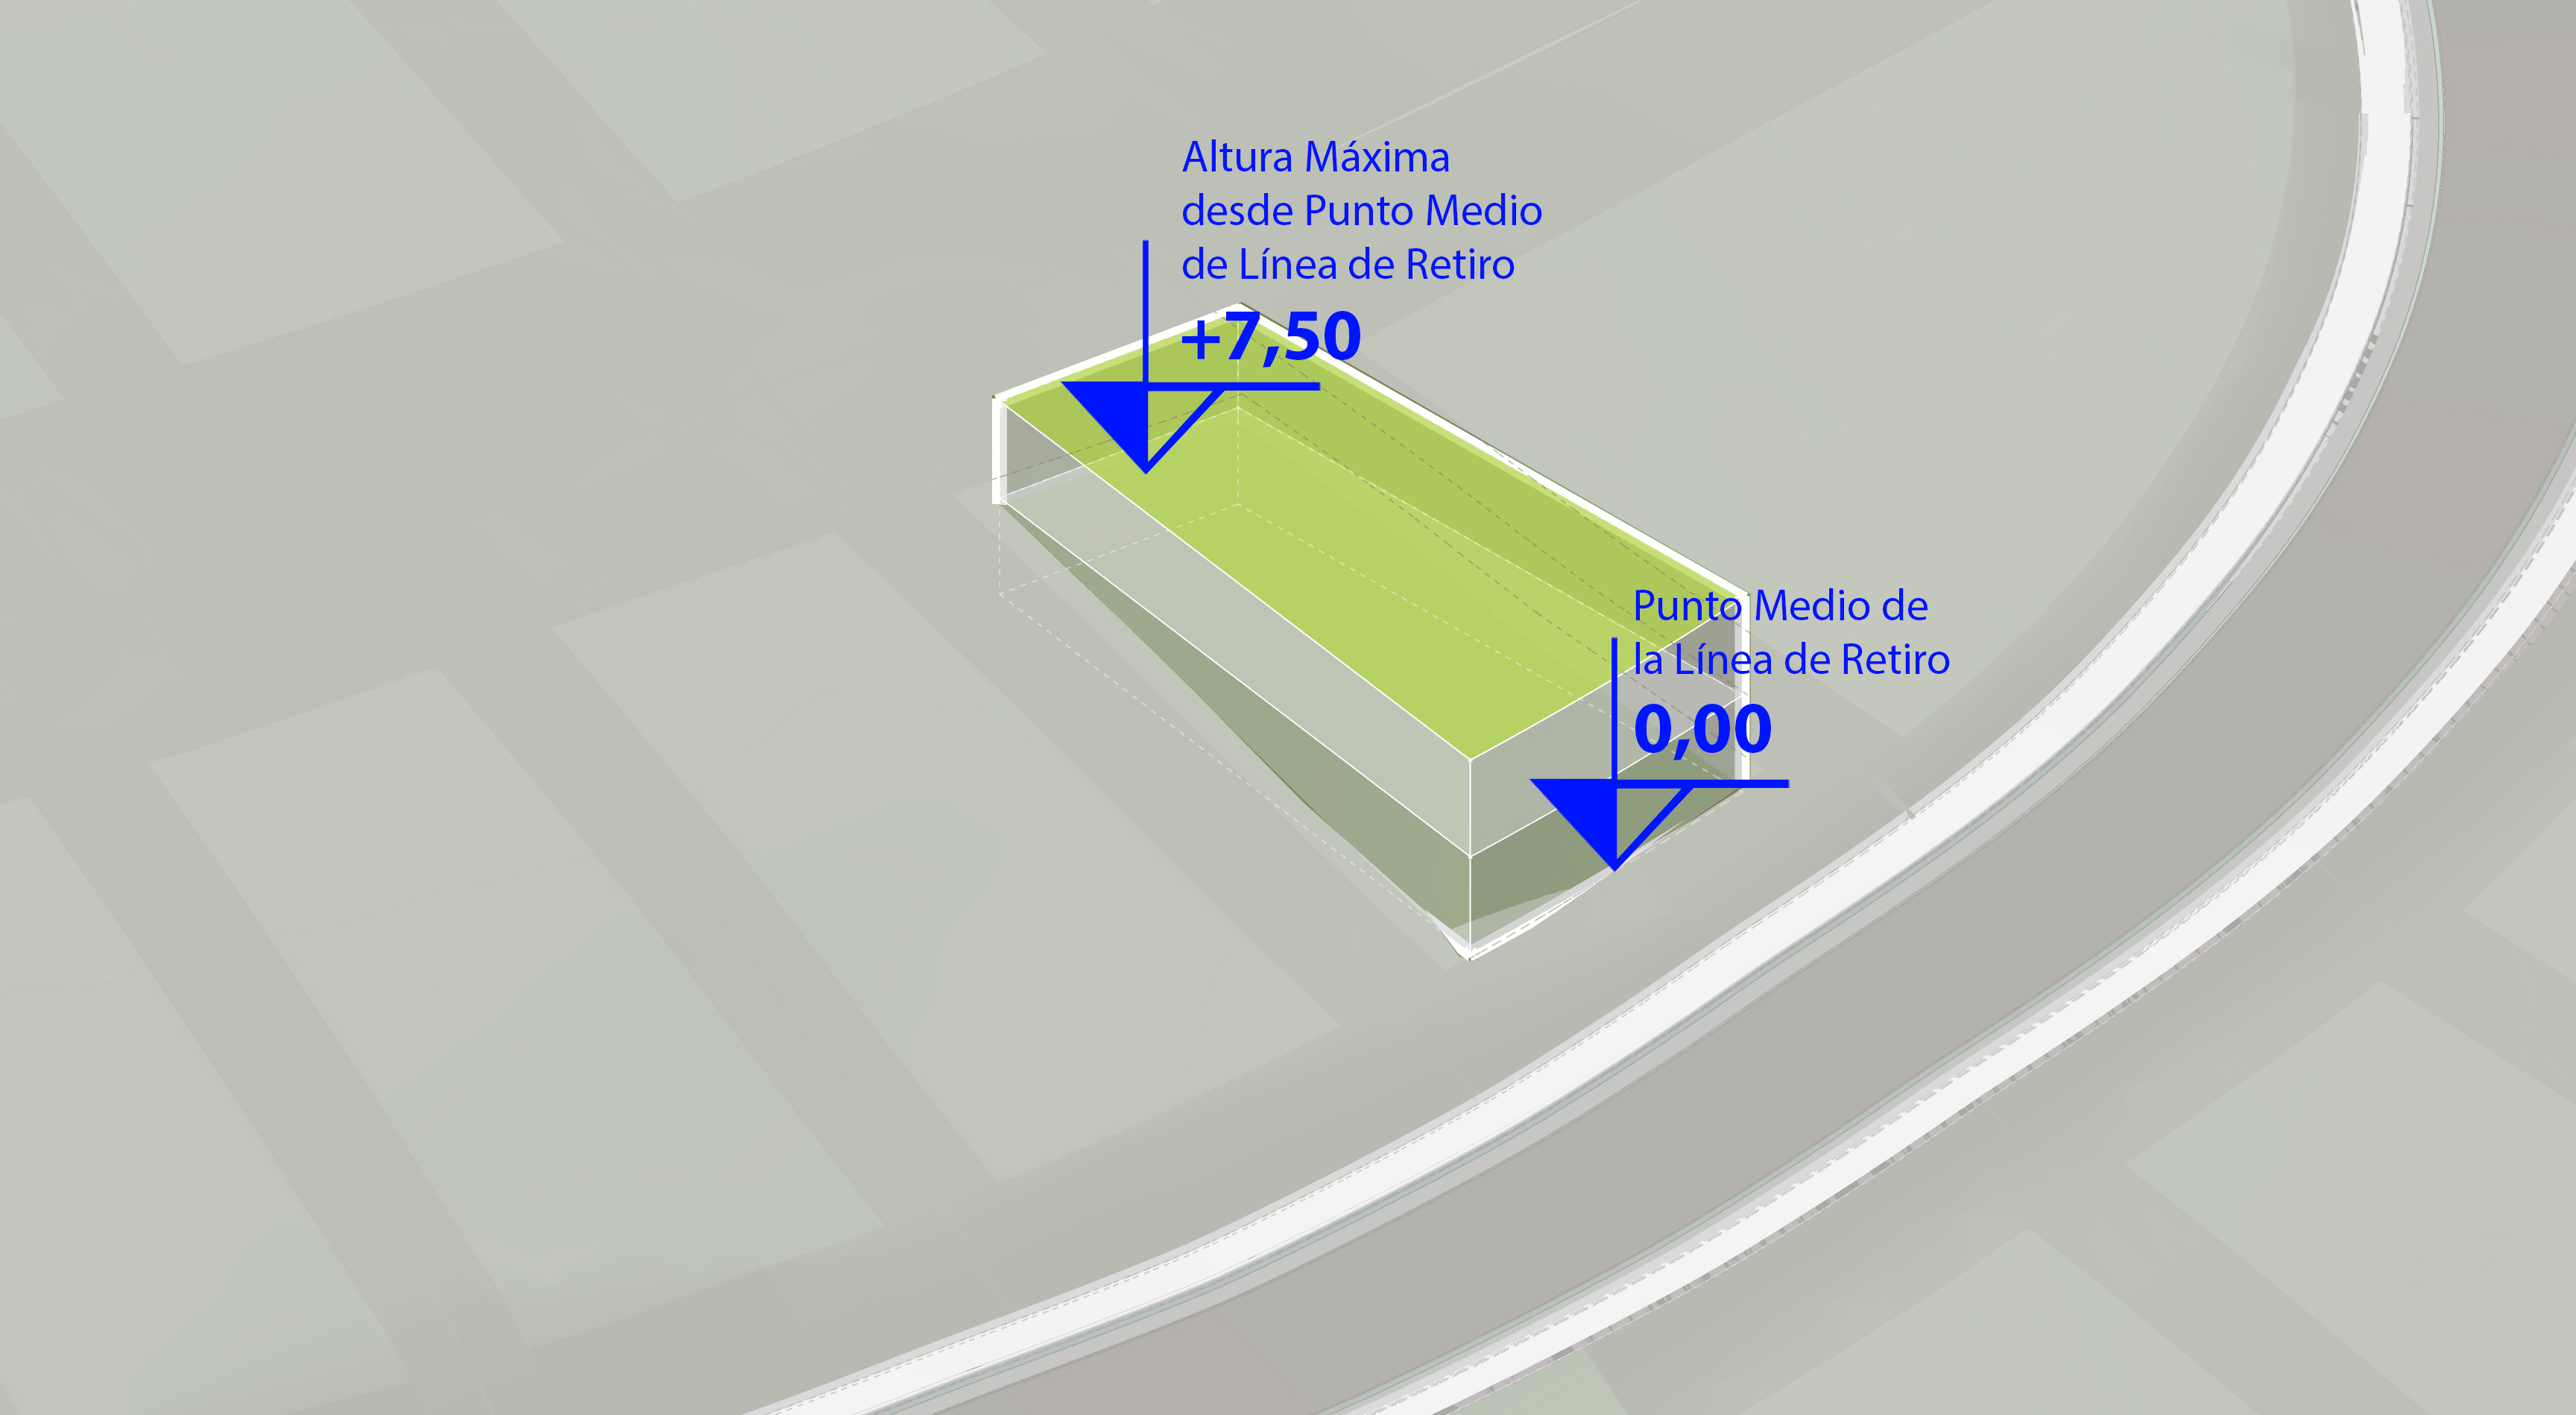 Altura Máxima
desde Punto Medio
de Línea de Retiro
+7,50
Punto Medio de
la Línea de Retiro
0,00